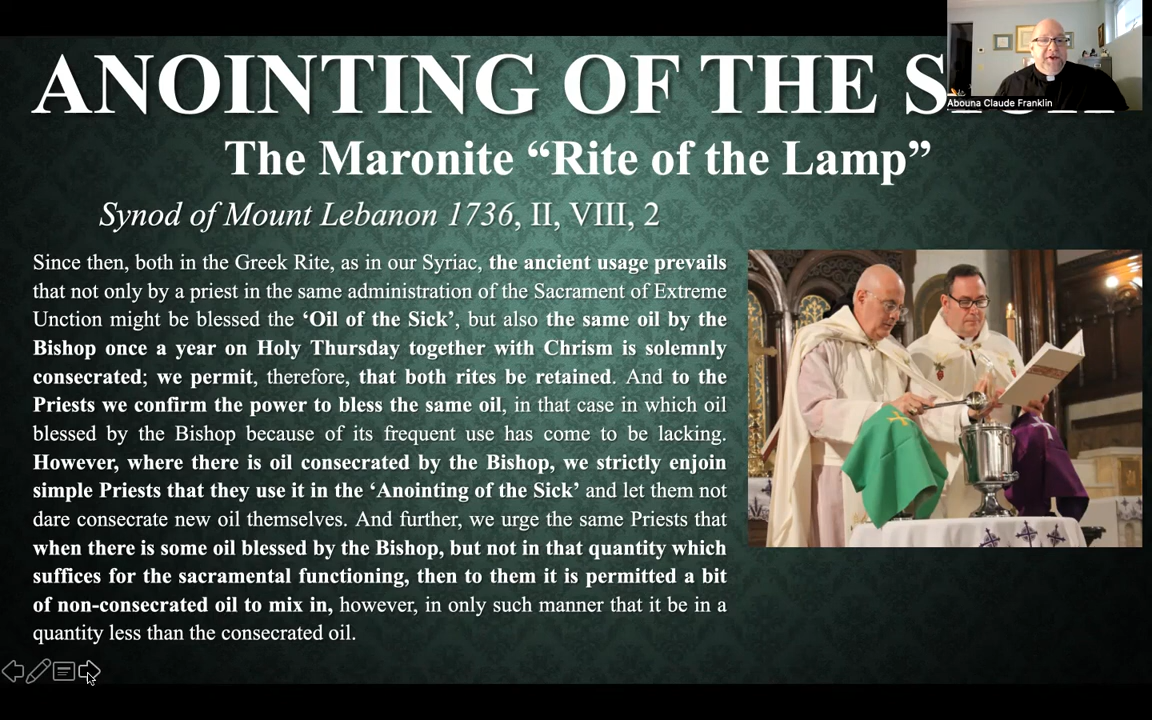 ANOINTING OF THE
Abouna Claude Franklin
The Maronite “Rite of the Lamp”
Synod of Mount Lebanon 1736, II, VIII, 2
Since then, both in the Greek Rite, as in our Syriac, the ancient usage prevails
that not only by a priest in the same administration of the Sacrament of Extreme
Unction might be blessed the ‘Oil of the Sick’, but also the same oil by the
Bishop once a year on Holy Thursday together with Chrism is solemnly
consecrated; we permit, therefore, that both rites be retained. And to the
Priests we confirm the power to bless the same oil, in that case in which oil
blessed by the Bishop because of its frequent use has come to be lacking.
However, where there is oil consecrated by the Bishop, we strictly enjoin
simple Priests that they use it in the ‘Anointing of the Sick’ and let them not
dare consecrate new oil themselves. And further, we urge the same Priests that
when there is some oil blessed by the Bishop, but not in that quantity which
suffices for the sacramental functioning, then to them it is permitted a bit
of non-consecrated oil to mix in, however, in only such manner that it be in a
quantity less than the consecrated oil.